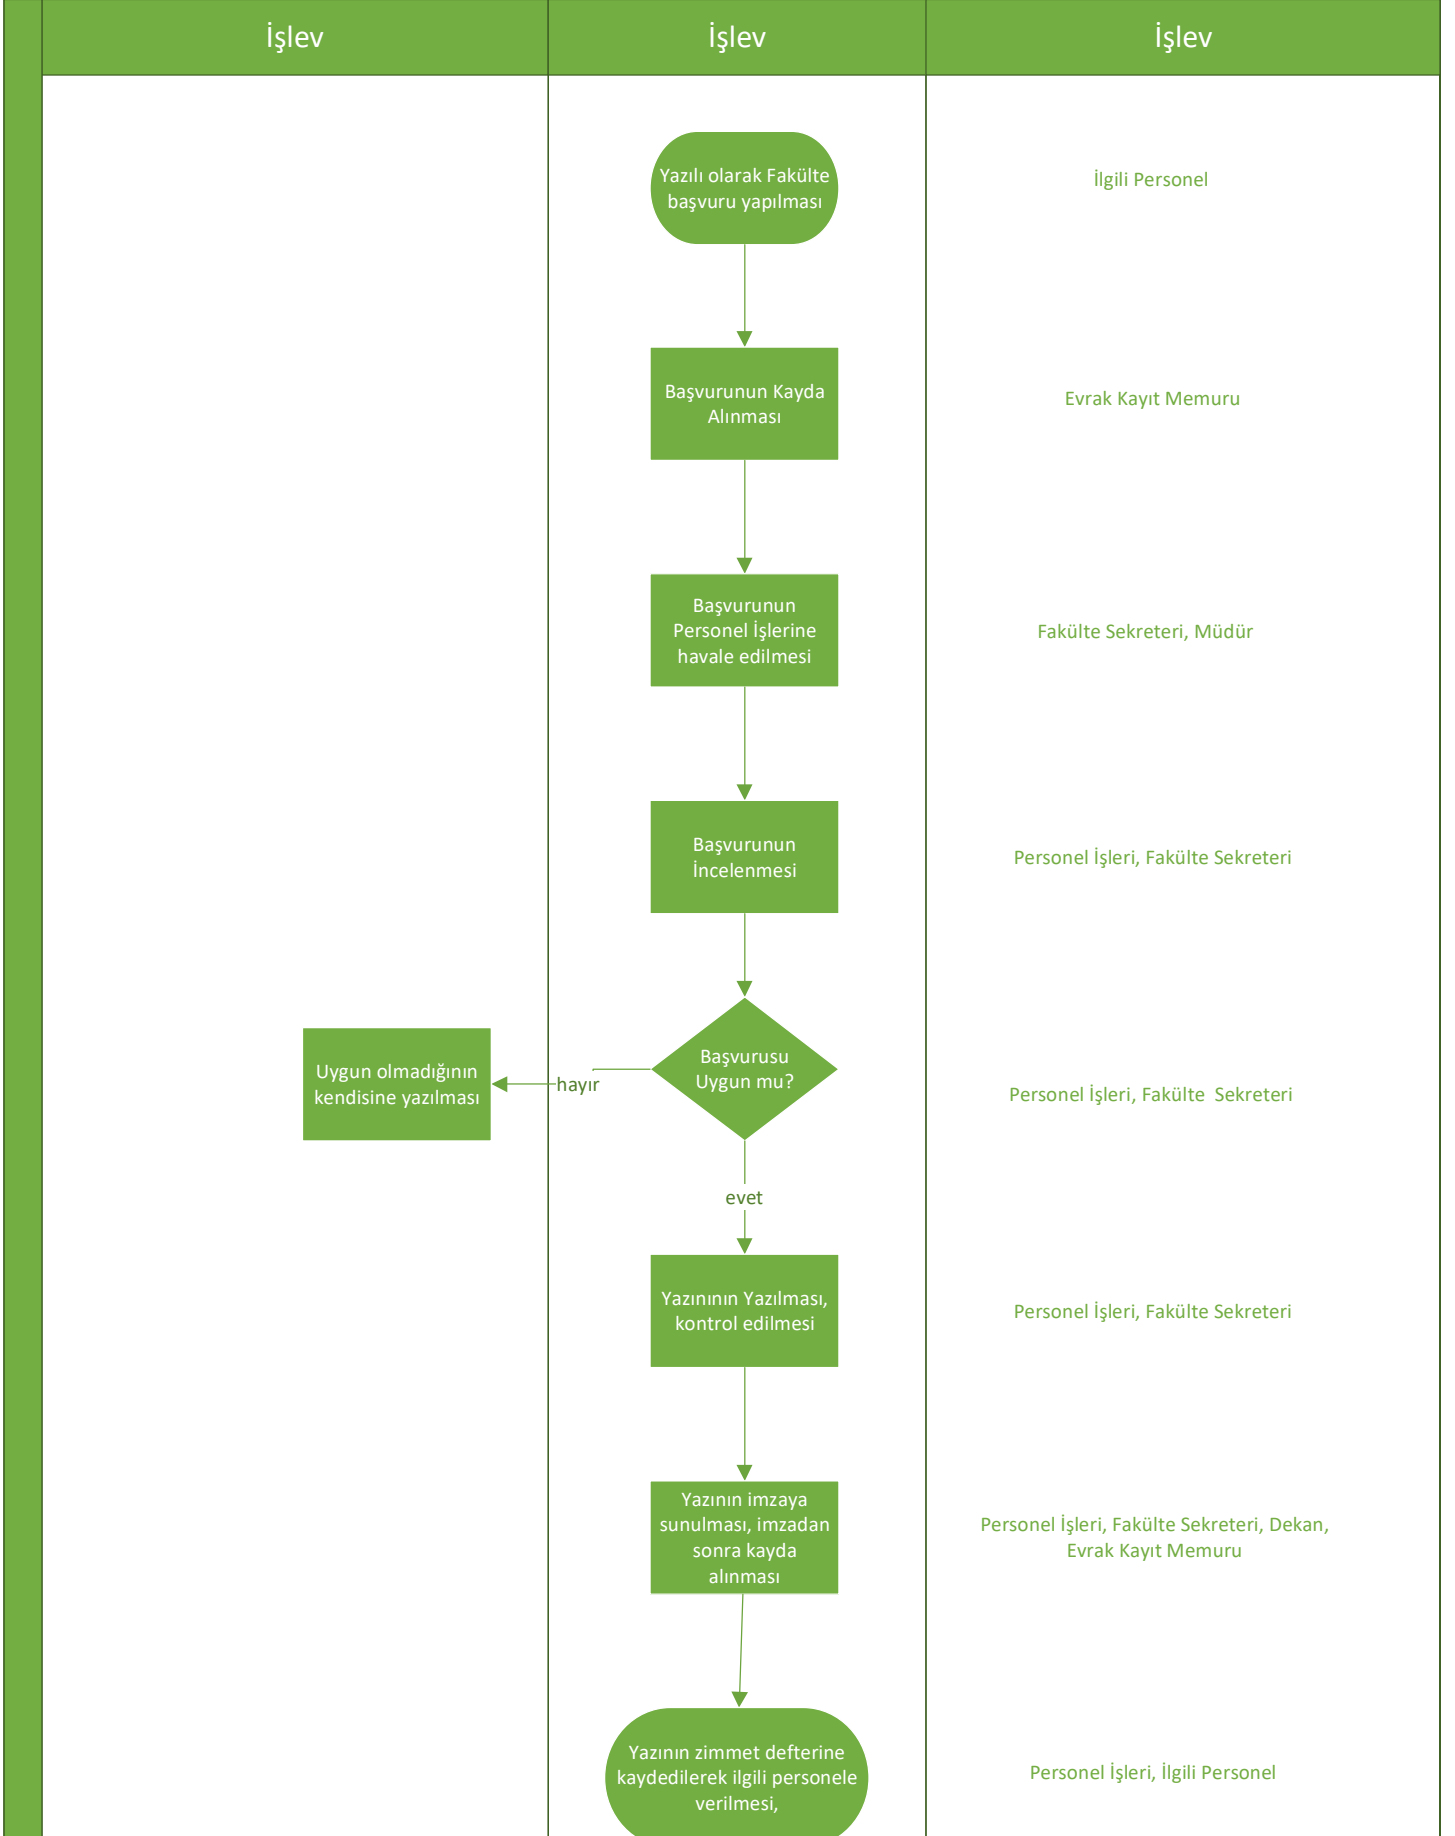 İşlev
İşlev
İşlev
Yazılı olarak Fakülte
başvuru yapılması
İlgili Personel
Başvurunun Kayda
Alınması
Evrak Kayıt Memuru
Başvurunun
Personel İşlerine
havale edilmesi
Fakülte Sekreteri, Müdür
Başvurunun
İncelenmesi
Personel İşleri, Fakülte Sekreteri
Uygun olmadığının
kendisine yazılması
hayır
Başvurusu
Uygun mu?
Personel İşleri, Fakülte  Sekreteri
evet
Yazınının Yazılması,
kontrol edilmesi
Personel İşleri, Fakülte Sekreteri
Yazının imzaya
sunulması, imzadan
sonra kayda
alınması
Personel İşleri, Fakülte Sekreteri, Dekan,
Evrak Kayıt Memuru
Yazının zimmet defterine
kaydedilerek ilgili personele
verilmesi,
Personel İşleri, İlgili Personel